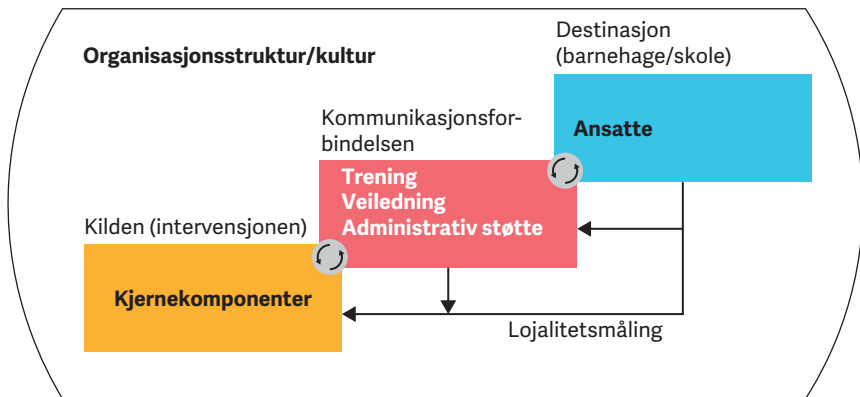 Organisasjonsstruktur/kultur
Destinasjon
(barnehage/skole)
Ansatte
Kommunikasjonsfor-
bindelsen
Trening
Veiledning
Administrativ støtte
Kilden (intervensjonen)
Kjernekomponenter
Lojalitetsmåling